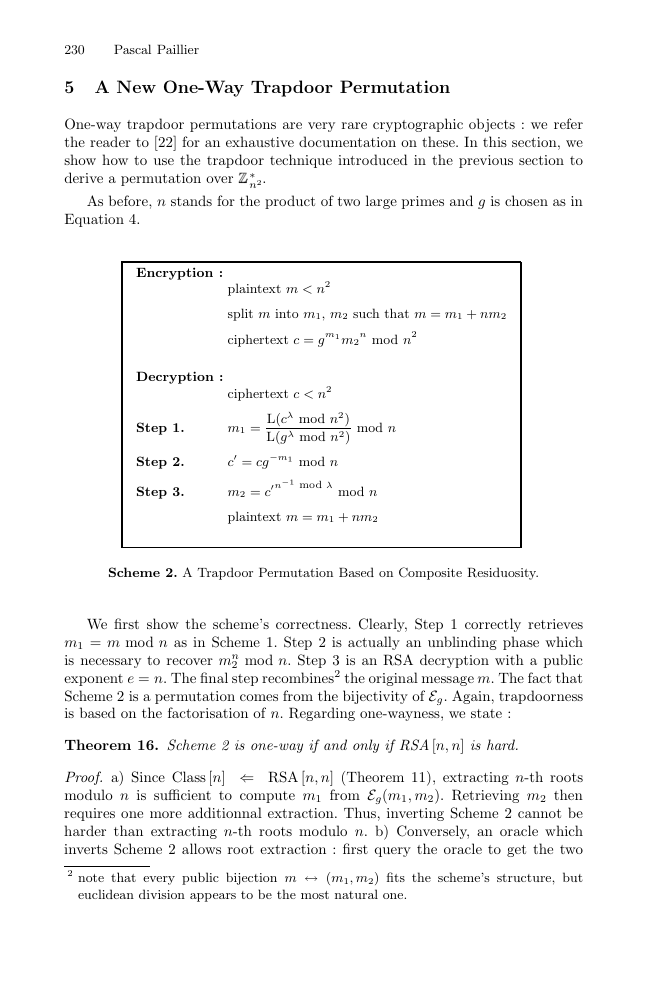 230 Pascal Paillier
5 A New One-Way Trapdoor Permutation
One-way trapdoor permutations are very rare cryptographic objects : we refer
the reader to [22] for an exhaustive documentation on these. In this section, we
show how to use the trapdoor technique introduced in the previous section to
derive a permutation over ℤ*ₙ².
As before, n stands for the product of two large primes and g is chosen as in
Equation 4.
Encryption :
plaintext m < n²
split m into m₁, m₂ such that m = m₁ + nm₂
ciphertext c = g^{m₁}m₂ⁿ mod n²
Decryption :
ciphertext c < n²
Step 1. m₁ = L(c^λ mod n²) / L(g^λ mod n²) mod n
Step 2. c′ = cg^{−m₁} mod n
Step 3. m₂ = c′^{n⁻¹ mod λ} mod n
plaintext m = m₁ + nm₂
Scheme 2. A Trapdoor Permutation Based on Composite Residuosity.
We first show the scheme's correctness. Clearly, Step 1 correctly retrieves
m₁ = m mod n as in Scheme 1. Step 2 is actually an unblinding phase which
is necessary to recover m₂ⁿ mod n. Step 3 is an RSA decryption with a public
exponent e = n. The final step recombines² the original message m. The fact that
Scheme 2 is a permutation comes from the bijectivity of ℰ_g. Again, trapdoorness
is based on the factorisation of n. Regarding one-wayness, we state :
Theorem 16. Scheme 2 is one-way if and only if RSA [n, n] is hard.
Proof. a) Since Class [n] ⇐ RSA [n, n] (Theorem 11), extracting n-th roots
modulo n is sufficient to compute m₁ from ℰ_g(m₁, m₂). Retrieving m₂ then
requires one more additionnal extraction. Thus, inverting Scheme 2 cannot be
harder than extracting n-th roots modulo n. b) Conversely, an oracle which
inverts Scheme 2 allows root extraction : first query the oracle to get the two
² note that every public bijection m ↔ (m₁, m₂) fits the scheme's structure, but
euclidean division appears to be the most natural one.